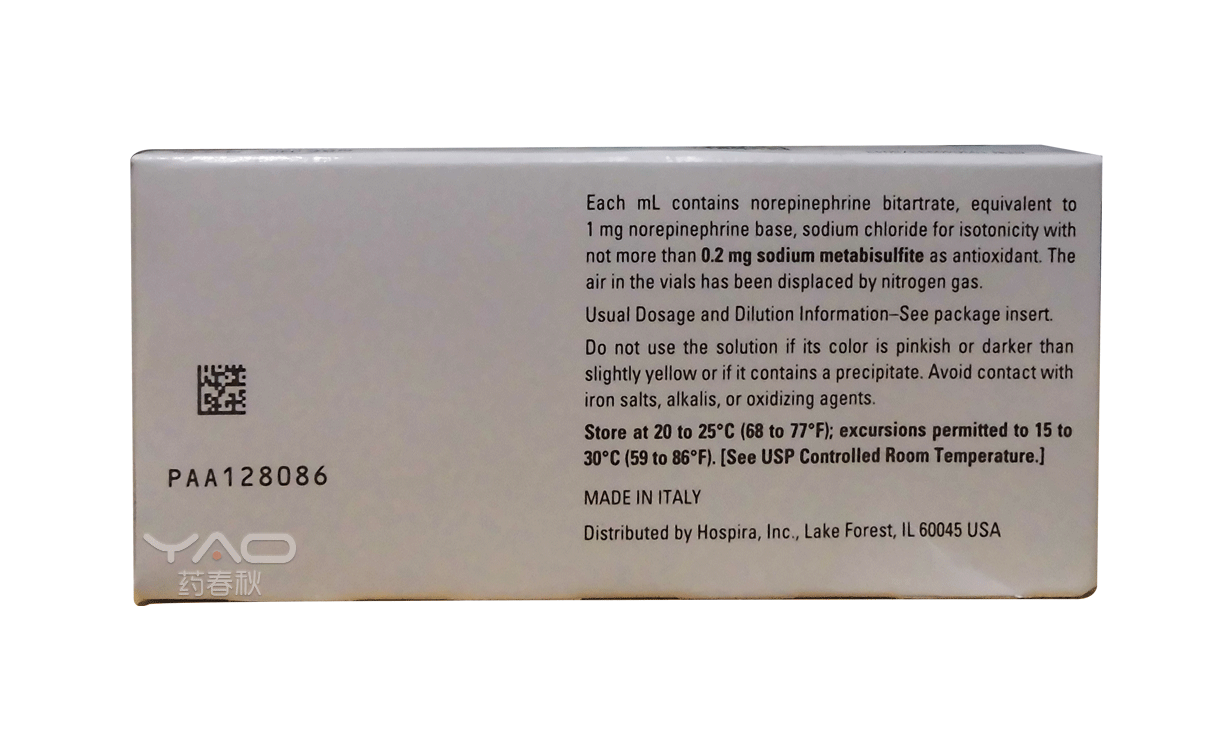 Each mL contains norepinephrine bitartrate, equivalent to
1 mg norepinephrine base, sodium chloride for isotonicity with
not more than 0.2 mg sodium metabisulfite as antioxidant. The
air in the vials has been displaced by nitrogen gas.
Usual Dosage and Dilution Information–See package insert.
Do not use the solution if its color is pinkish or darker than
slightly yellow or if it contains a precipitate. Avoid contact with
iron salts, alkalis, or oxidizing agents.
Store at 20 to 25°C (68 to 77°F); excursions permitted to 15 to
30°C (59 to 86°F). [See USP Controlled Room Temperature.]
MADE IN ITALY
Distributed by Hospira, Inc., Lake Forest, IL 60045 USA
PAA128086
YAO
药春秋